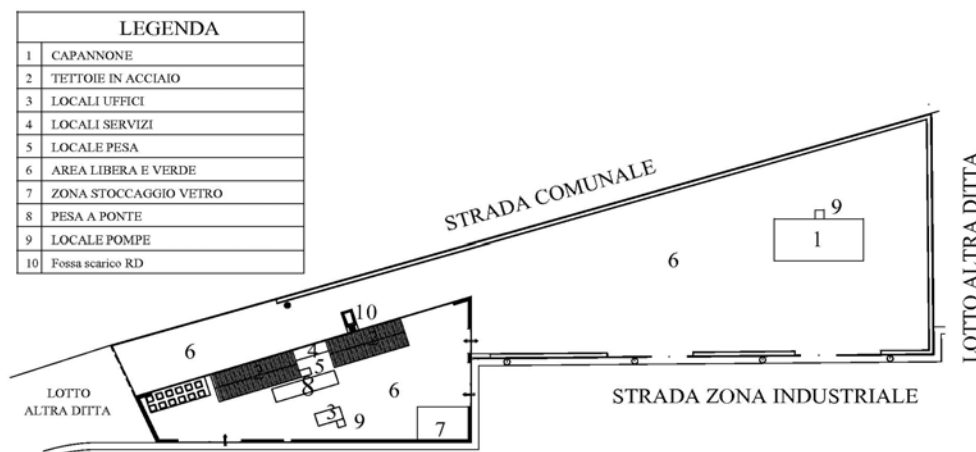 LEGENDA
1 CAPANNONE
2 TETTOIE IN ACCIAIO
3 LOCALI UFFICI
4 LOCALI SERVIZI
5 LOCALE PESA
6 AREA LIBERA E VERDE
7 ZONA STOCCAGGIO VETRO
8 PESA A PONTE
9 LOCALE POMPE
10 Fossa scarico RD
STRADA COMUNALE
9
1
6
LOTTO ALTRA DITTA
10
6
2
4
5
2
8
6
3
9
7
LOTTO
ALTRA DITTA
STRADA ZONA INDUSTRIALE